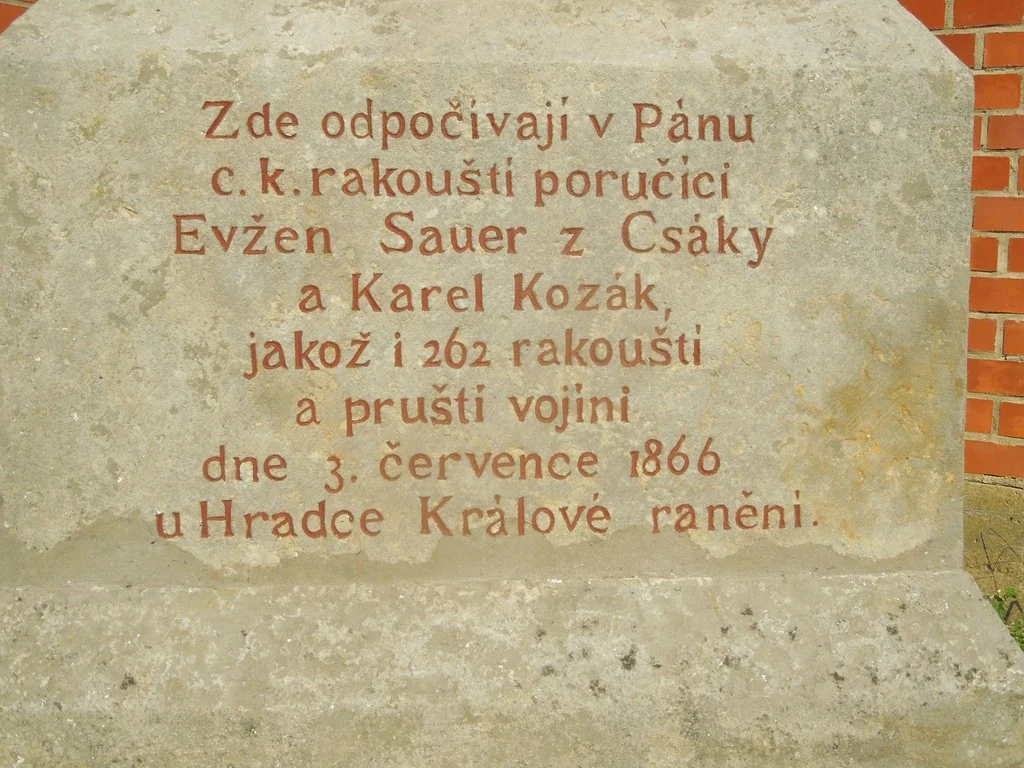 Zde odpočívají v Pánu
c. k. rakouští poručíci
Evžen Sauer z Csáky
a Karel Kozák,
jakož i 262 rakouští
a pruští vojíni
dne 3. července 1866
u Hradce Králové raněni.